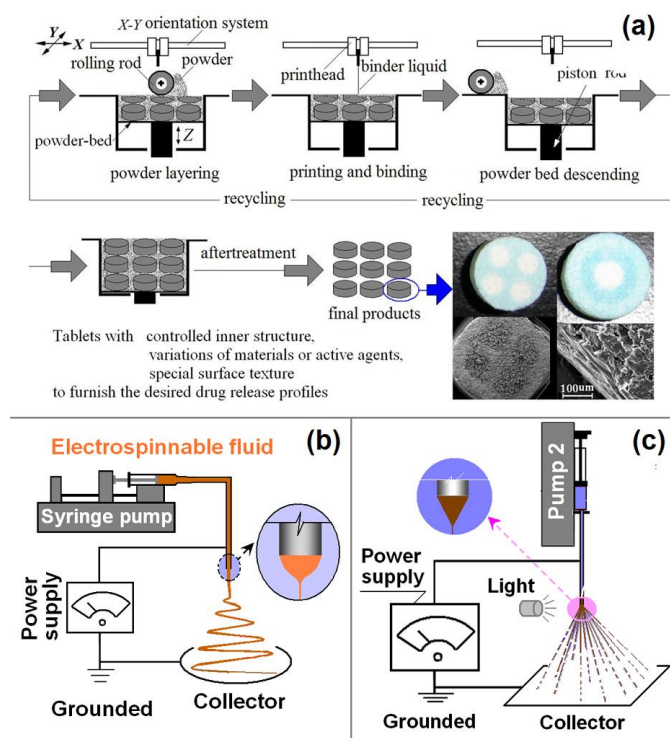 X-Y orientation system
(a)
Y
X
rolling rod
powder
printhead
binder liquid
piston rod
Z
powder-bed
powder layering
printing and binding
powder bed descending
recycling
recycling
aftertreatment
final products
Tablets with controlled inner structure,
variations of materials or active agents,
special surface texture
to furnish the desired drug release profiles
100um
(b)
Electrospinnable fluid
Syringe pump
Power
supply
Grounded
Collector
(c)
Pump 2
Power
supply
Light
Grounded
Collector